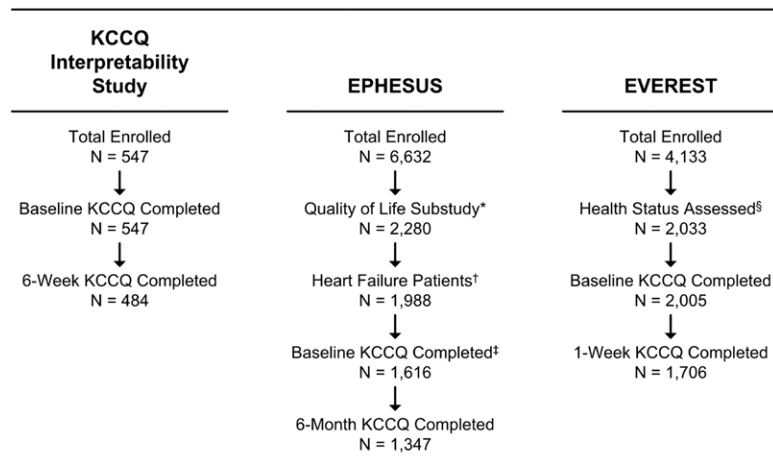 KCCQ
Interpretability
Study
Total Enrolled
N = 547
Baseline KCCQ Completed
N = 547
6-Week KCCQ Completed
N = 484
EPHESUS
Total Enrolled
N = 6,632
Quality of Life Substudy*
N = 2,280
Heart Failure Patients†
N = 1,988
Baseline KCCQ Completed‡
N = 1,616
6-Month KCCQ Completed
N = 1,347
EVEREST
Total Enrolled
N = 4,133
Health Status Assessed§
N = 2,033
Baseline KCCQ Completed
N = 2,005
1-Week KCCQ Completed
N = 1,706